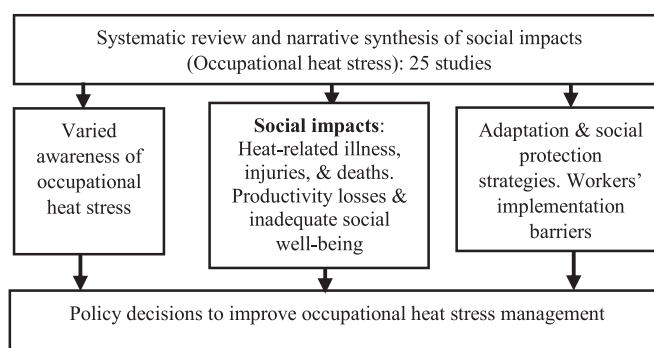 Systematic review and narrative synthesis of social impacts
(Occupational heat stress): 25 studies
Varied
awareness of
occupational
heat stress
Social impacts:
Heat-related illness,
injuries, & deaths.
Productivity losses &
inadequate social
well-being
Adaptation & social
protection
strategies. Workers’
implementation
barriers
Policy decisions to improve occupational heat stress management